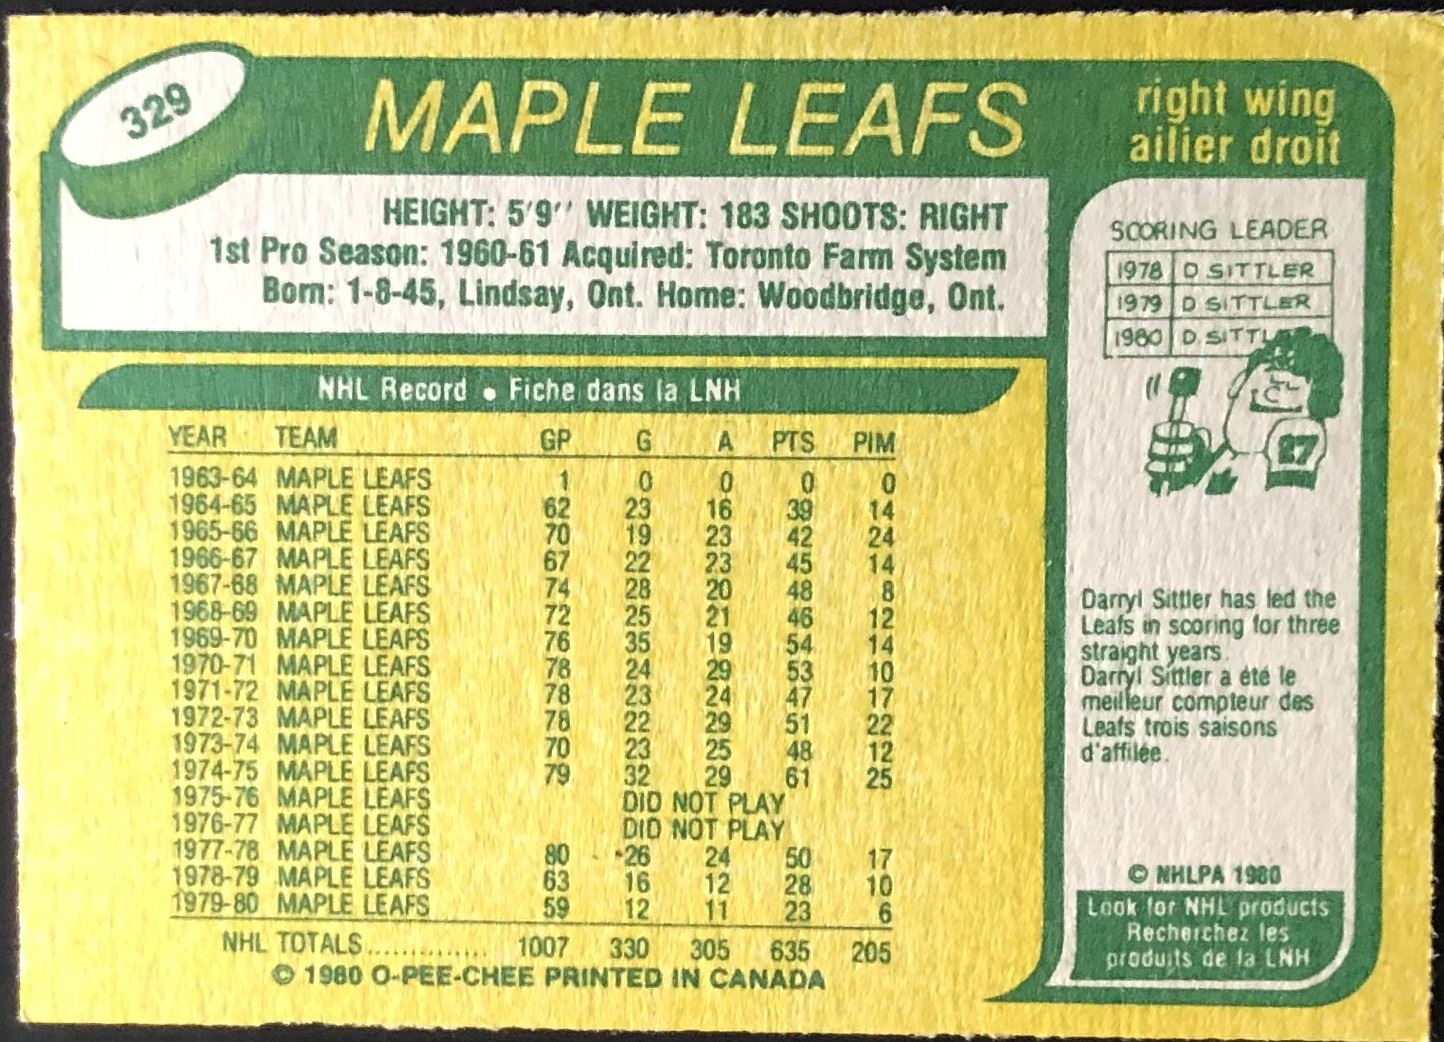 329
MAPLE LEAFS
right wing
ailier droit
HEIGHT: 5'9'' WEIGHT: 183 SHOOTS: RIGHT
1st Pro Season: 1960-61 Acquired: Toronto Farm System
Born: 1-8-45, Lindsay, Ont. Home: Woodbridge, Ont.
NHL Record • Fiche dans la LNH
YEAR TEAM GP G A PTS PIM
1963-64 MAPLE LEAFS 1 0 0 0 0
1964-65 MAPLE LEAFS 62 23 16 39 14
1965-66 MAPLE LEAFS 70 19 23 42 24
1966-67 MAPLE LEAFS 67 22 23 45 14
1967-68 MAPLE LEAFS 74 28 20 48 8
1968-69 MAPLE LEAFS 72 25 21 46 12
1969-70 MAPLE LEAFS 76 35 19 54 14
1970-71 MAPLE LEAFS 78 24 29 53 10
1971-72 MAPLE LEAFS 78 23 24 47 17
1972-73 MAPLE LEAFS 78 22 29 51 22
1973-74 MAPLE LEAFS 70 23 25 48 12
1974-75 MAPLE LEAFS 79 32 29 61 25
1975-76 MAPLE LEAFS DID NOT PLAY
1976-77 MAPLE LEAFS DID NOT PLAY
1977-78 MAPLE LEAFS 80 26 24 50 17
1978-79 MAPLE LEAFS 63 16 12 28 10
1979-80 MAPLE LEAFS 59 12 11 23 6
NHL TOTALS.............. 1007 330 305 635 205
© 1980 O-PEE-CHEE PRINTED IN CANADA
SCORING LEADER
1978 D SITTLER
1979 D SITTLER
1980 D SITTL
27
Darryl Sittler has led the
Leafs in scoring for three
straight years.
Darryl Sittler a été le
meilleur compteur des
Leafs trois saisons
d'affilée.
© NHLPA 1980
Look for NHL products
Recherchez les
produits de la LNH